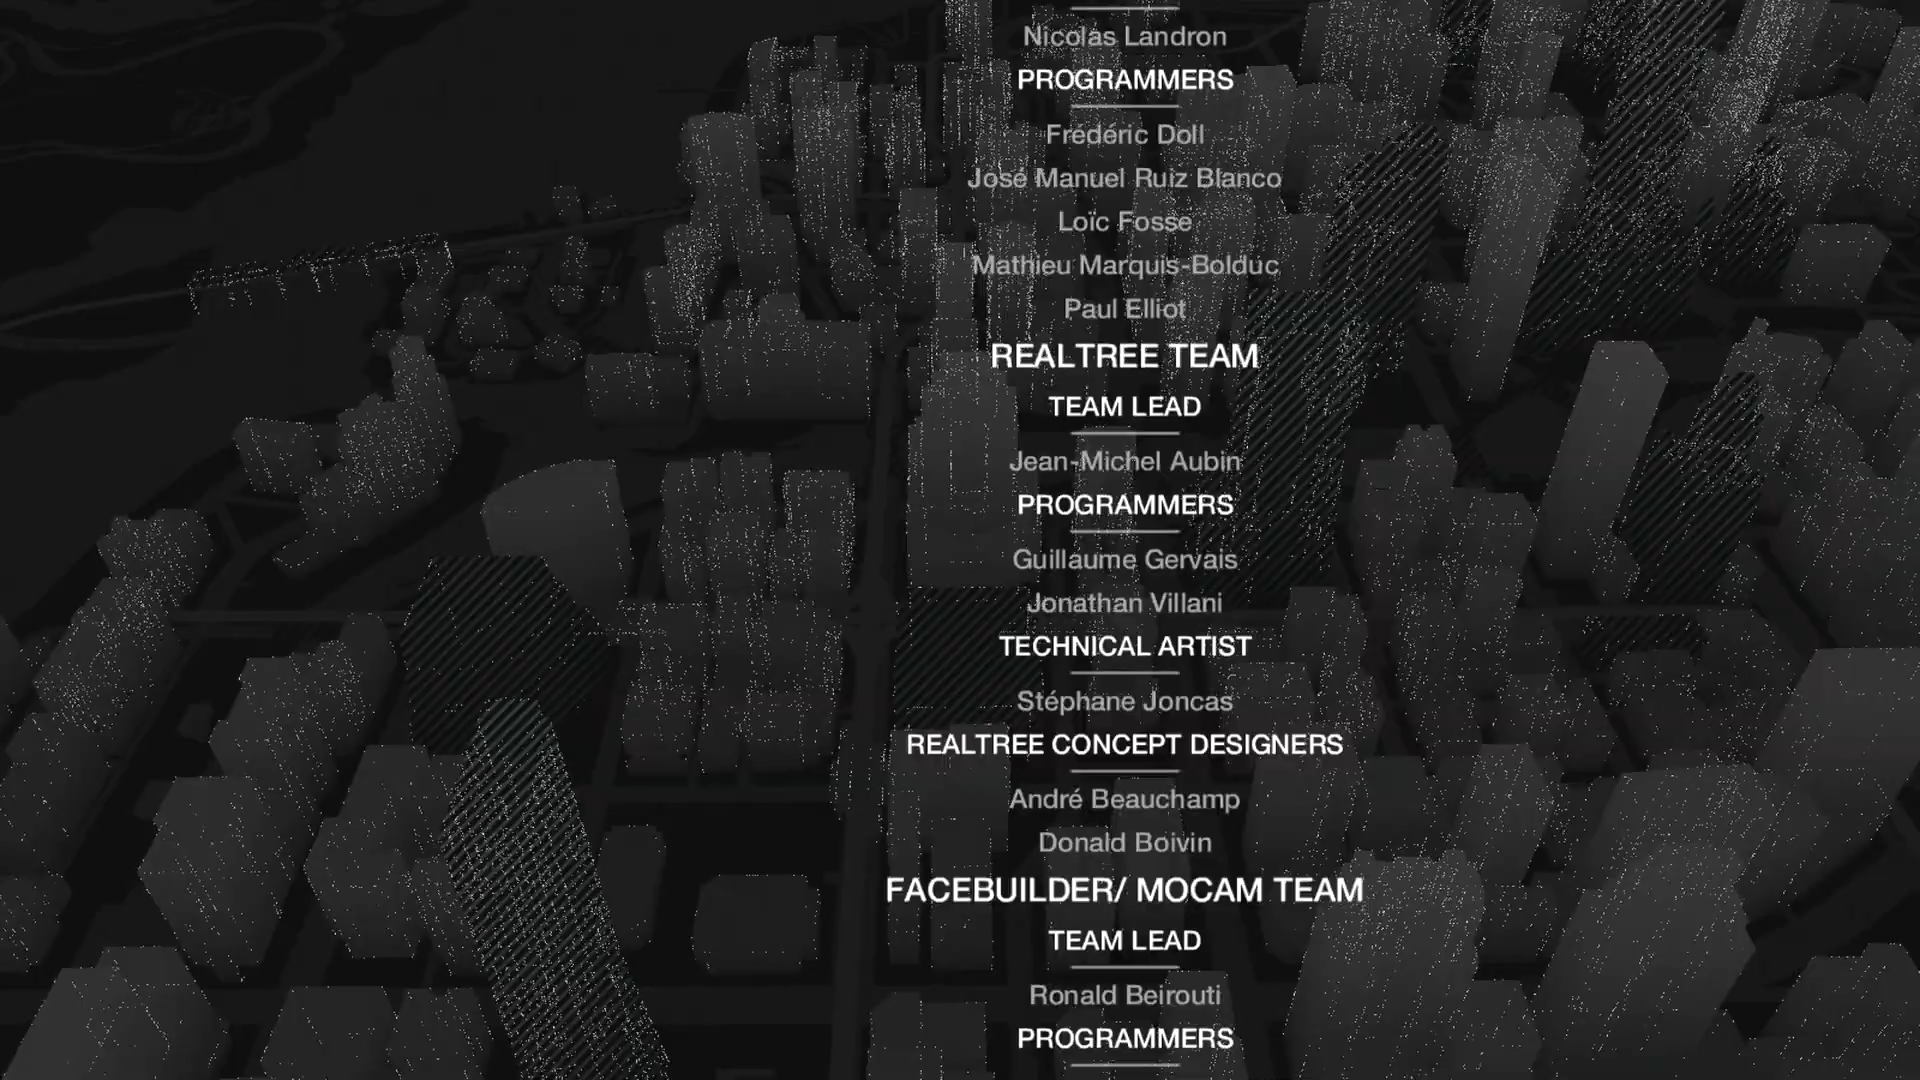 Nicolas Landron
PROGRAMMERS
Frédéric Doll
José Manuel Ruiz Blanco
Loïc Fosse
Mathieu Marquis-Bolduc
Paul Elliot
REALTREE TEAM
TEAM LEAD
Jean-Michel Aubin
PROGRAMMERS
Guillaume Gervais
Jonathan Villani
TECHNICAL ARTIST
Stéphane Joncas
REALTREE CONCEPT DESIGNERS
André Beauchamp
Donald Boivin
FACEBUILDER/ MOCAM TEAM
TEAM LEAD
Ronald Beirouti
PROGRAMMERS